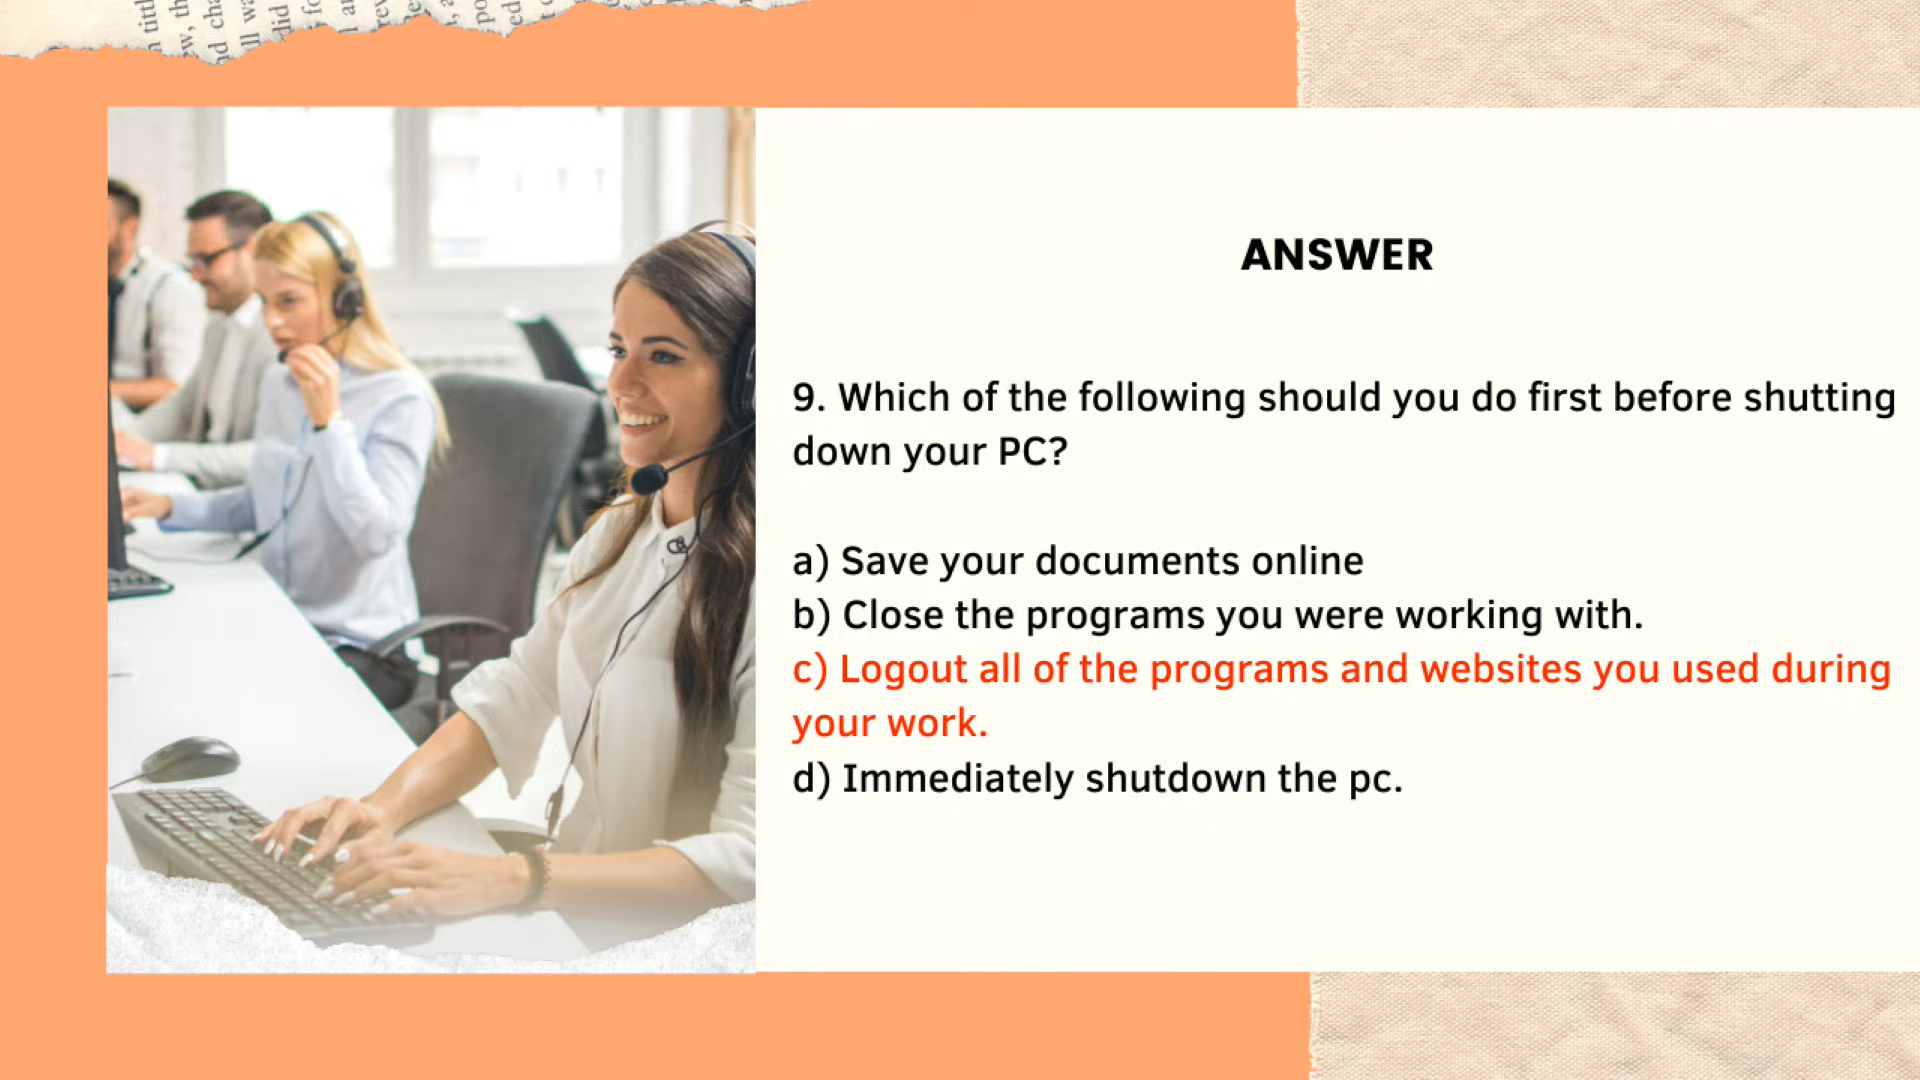 ANSWER
9. Which of the following should you do first before shutting
down your PC?
a) Save your documents online
b) Close the programs you were working with.
c) Logout all of the programs and websites you used during
your work.
d) Immediately shutdown the pc.